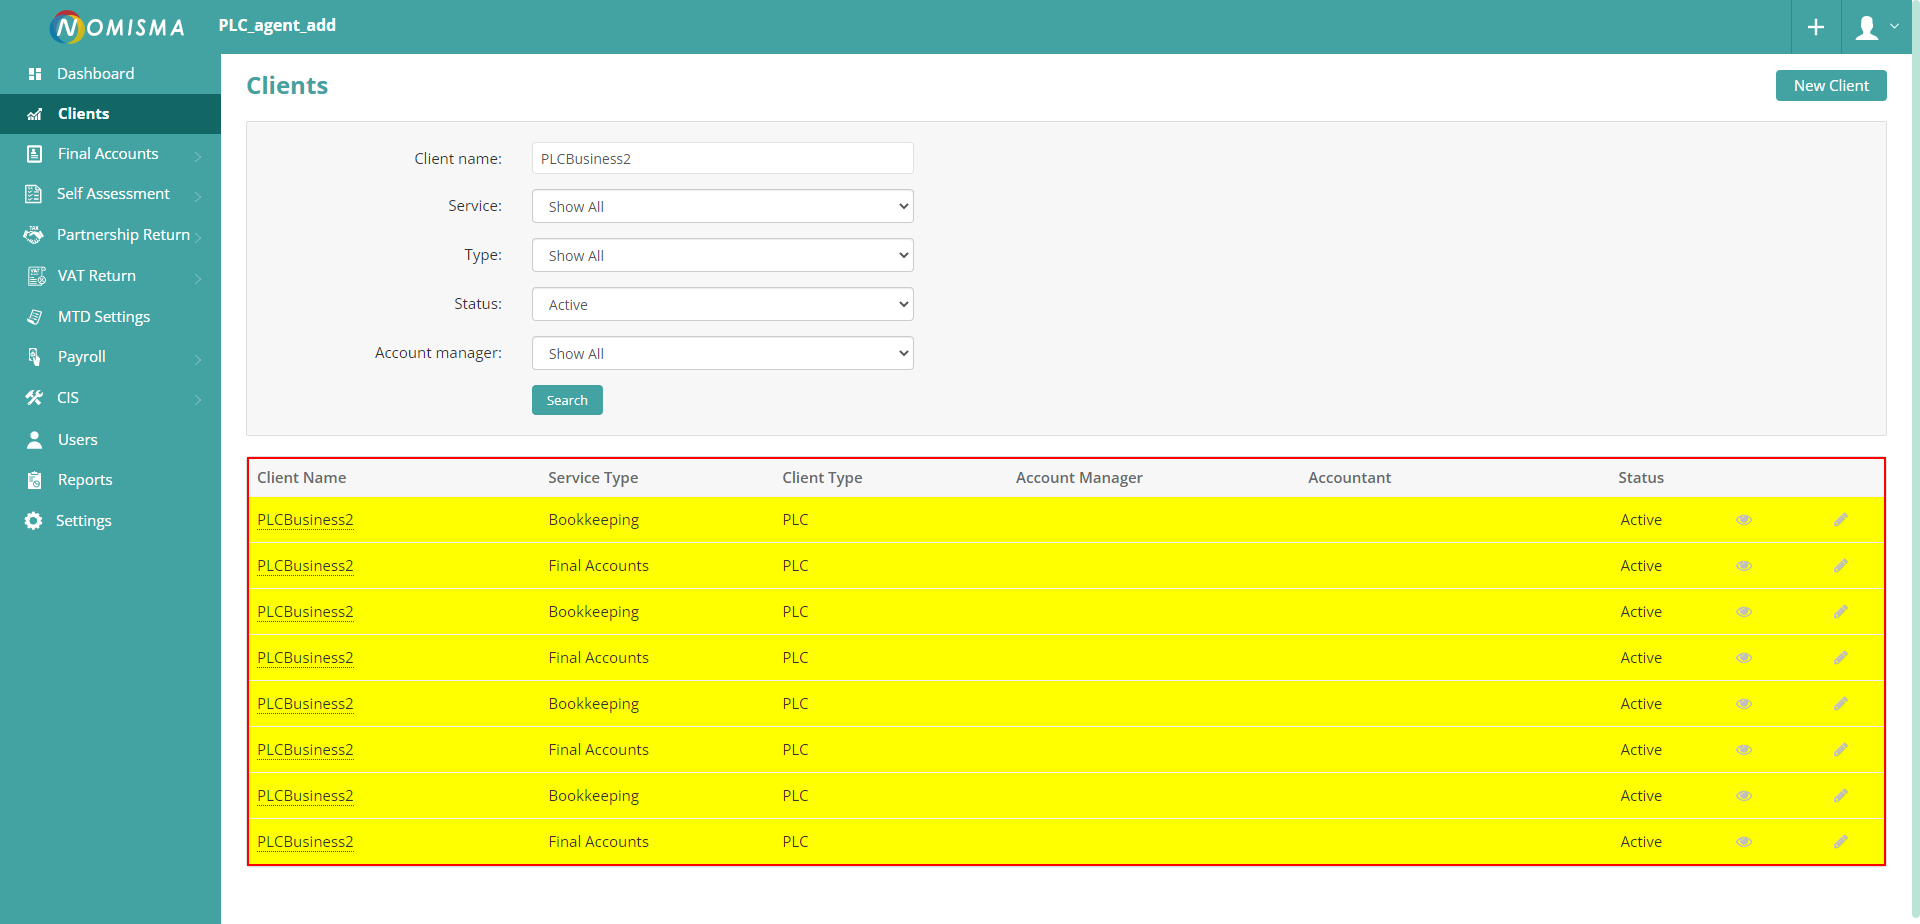 NOMISMA
PLC_agent_add
Dashboard
Clients
Final Accounts
Self Assessment
Partnership Return
VAT Return
MTD Settings
Payroll
CIS
Users
Reports
Settings
Clients
New Client
Client name: PLCBusiness2
Service: Show All
Type: Show All
Status: Active
Account manager: Show All
Search
Client Name Service Type Client Type Account Manager Accountant Status
PLCBusiness2 Bookkeeping PLC Active
PLCBusiness2 Final Accounts PLC Active
PLCBusiness2 Bookkeeping PLC Active
PLCBusiness2 Final Accounts PLC Active
PLCBusiness2 Bookkeeping PLC Active
PLCBusiness2 Final Accounts PLC Active
PLCBusiness2 Bookkeeping PLC Active
PLCBusiness2 Final Accounts PLC Active